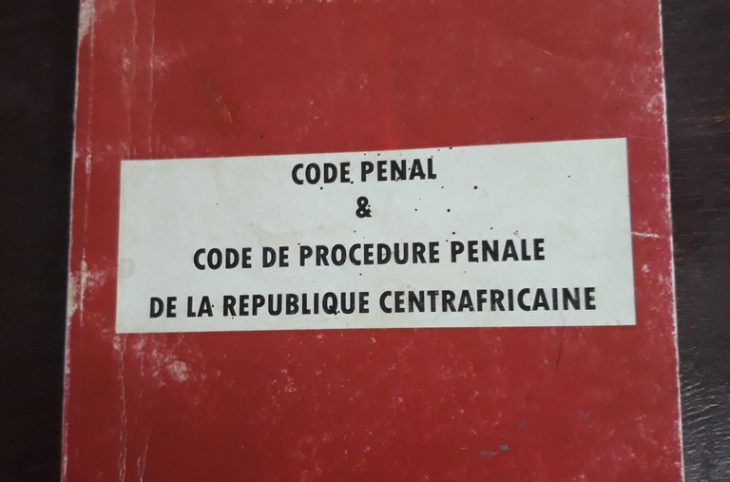 CODE PENAL
&
CODE DE PROCEDURE PENALE
DE LA REPUBLIQUE CENTRAFRICAINE